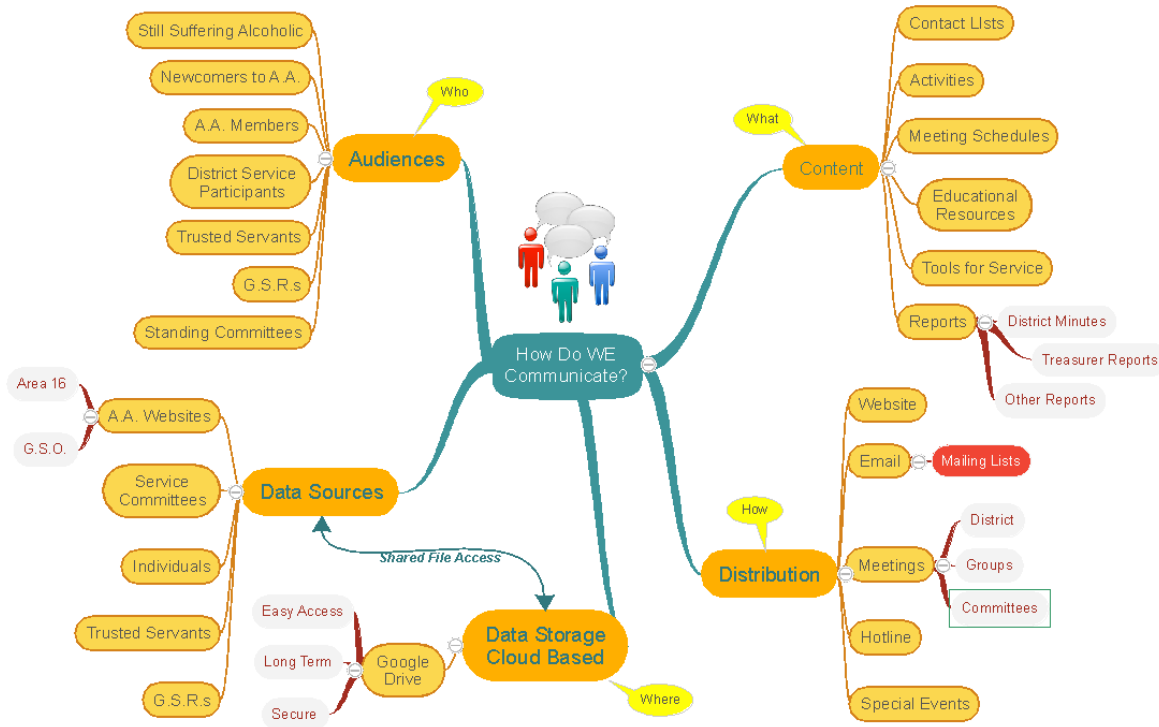 Still Suffering Alcoholic
Newcomers to A.A.
A.A. Members
District Service
Participants
Trusted Servants
G.S.R.s
Standing Committees
Audiences
Who
What
Content
Contact LIsts
Activities
Meeting Schedules
Educational
Resources
Tools for Service
Reports
District Minutes
Treasurer Reports
Other Reports
How Do WE
Communicate?
Area 16
G.S.O.
A.A. Websites
Service
Committees
Individuals
Trusted Servants
G.S.R.s
Data Sources
Shared File Access
Easy Access
Long Term
Secure
Google
Drive
Data Storage
Cloud Based
Where
How
Distribution
Website
Email
Mailing Lists
Meetings
District
Groups
Committees
Hotline
Special Events